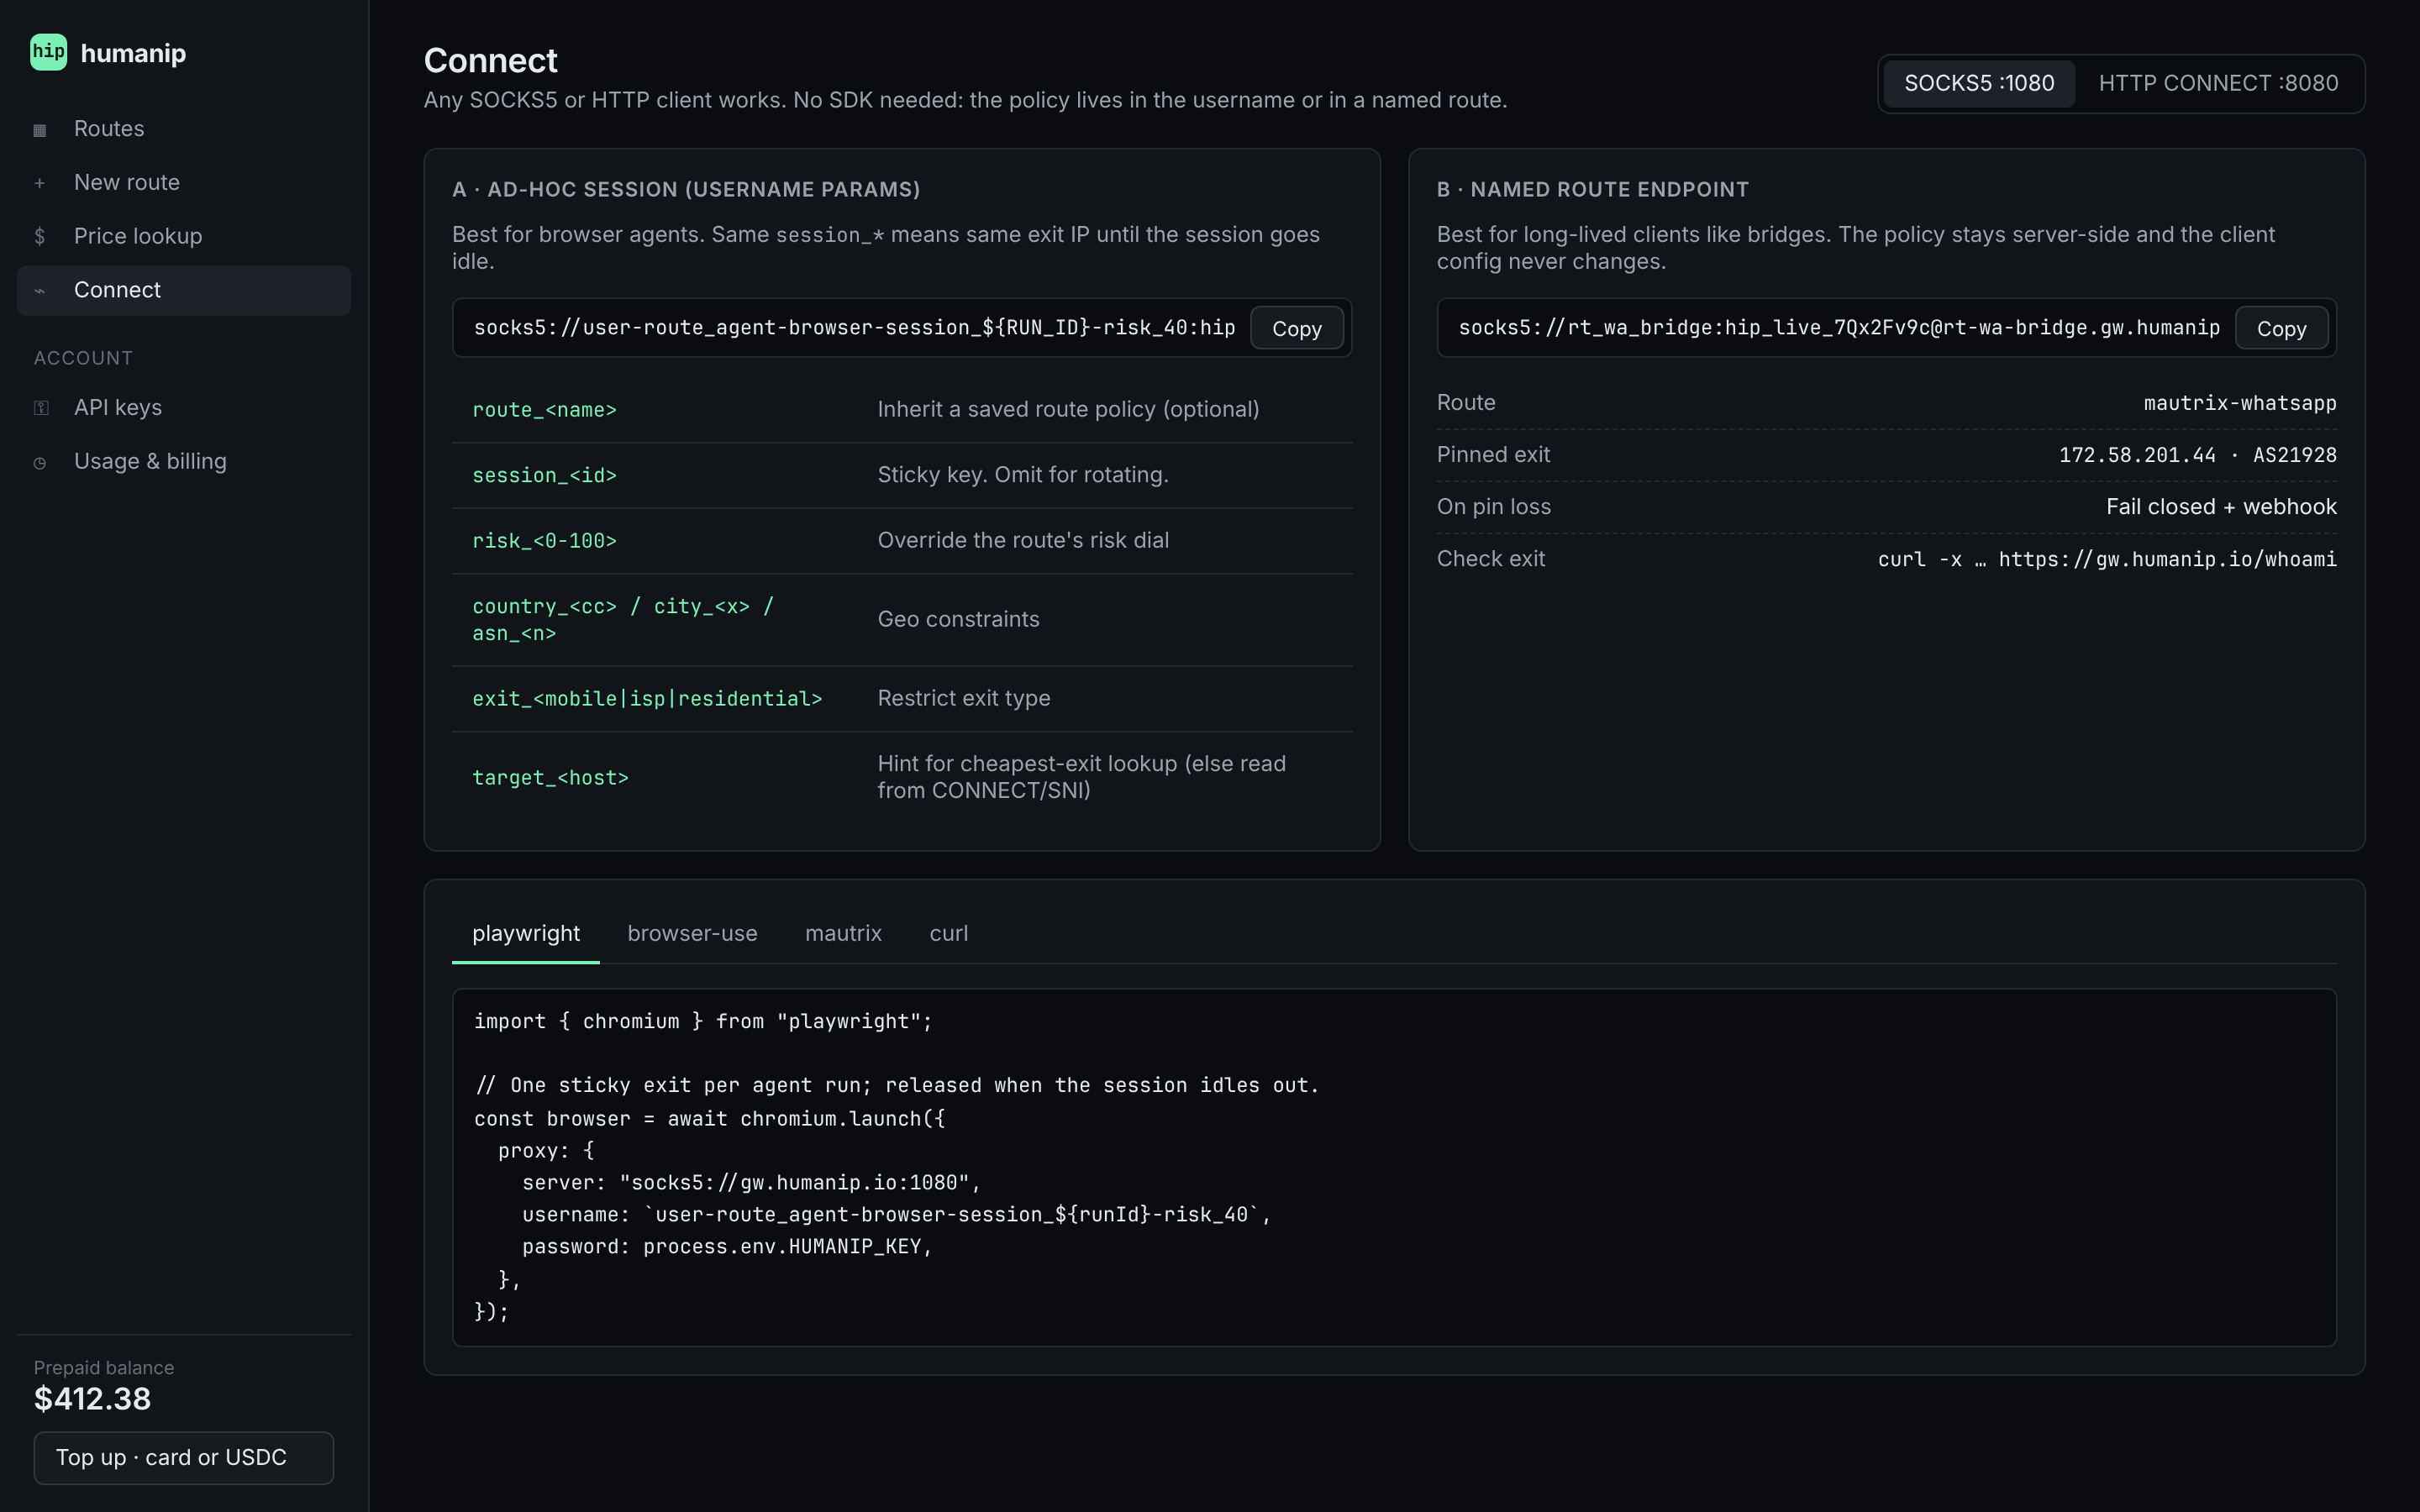 hip humanip
Routes
+ New route
$ Price lookup
Connect
ACCOUNT
API keys
Usage & billing
Prepaid balance
$412.38
Top up · card or USDC
Connect
Any SOCKS5 or HTTP client works. No SDK needed: the policy lives in the username or in a named route.
SOCKS5 :1080 HTTP CONNECT :8080
A · AD-HOC SESSION (USERNAME PARAMS)
Best for browser agents. Same session_* means same exit IP until the session goes
idle.
socks5://user-route_agent-browser-session_${RUN_ID}-risk_40:hip Copy
route_<name> Inherit a saved route policy (optional)
session_<id> Sticky key. Omit for rotating.
risk_<0-100> Override the route's risk dial
country_<cc> / city_<x> /
asn_<n> Geo constraints
exit_<mobile|isp|residential> Restrict exit type
target_<host> Hint for cheapest-exit lookup (else read
from CONNECT/SNI)
B · NAMED ROUTE ENDPOINT
Best for long-lived clients like bridges. The policy stays server-side and the client
config never changes.
socks5://rt_wa_bridge:hip_live_7Qx2Fv9c@rt-wa-bridge.gw.humanip Copy
Route mautrix-whatsapp
Pinned exit 172.58.201.44 · AS21928
On pin loss Fail closed + webhook
Check exit curl -x … https://gw.humanip.io/whoami
playwright browser-use mautrix curl
import { chromium } from "playwright";
// One sticky exit per agent run; released when the session idles out.
const browser = await chromium.launch({
proxy: {
server: "socks5://gw.humanip.io:1080",
username: `user-route_agent-browser-session_${runId}-risk_40`,
password: process.env.HUMANIP_KEY,
},
});